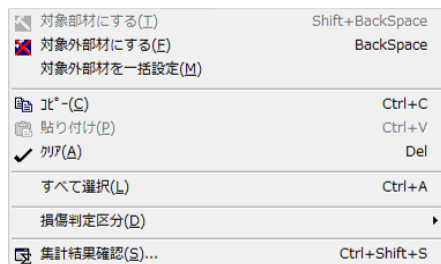 対象部材にする(T) Shift+BackSpace
対象外部材にする(F) BackSpace
対象外部材を一括設定(M)
ｺﾋﾟｰ(C) Ctrl+C
貼り付け(P) Ctrl+V
ｸﾘｱ(A) Del
すべて選択(L) Ctrl+A
損傷判定区分(D)
集計結果確認(S)... Ctrl+Shift+S